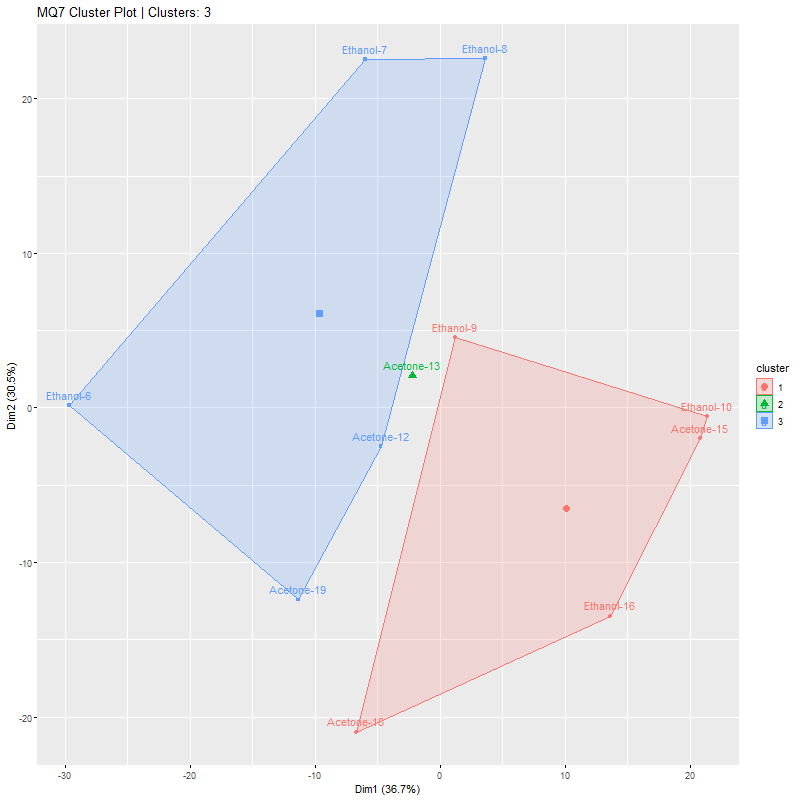 MQ7 Cluster Plot | Clusters: 3
Ethanol-7
Ethanol-8
20
10
Ethanol-9
Acetone-13
cluster
1
2
3
Dim2 (30.5%)
Ethanol-6
0
Ethanol-10
Acetone-15
Acetone-12
-10
Acetone-19
Ethanol-16
-20
Acetone-18
-30
-20
-10
0
10
20
Dim1 (36.7%)